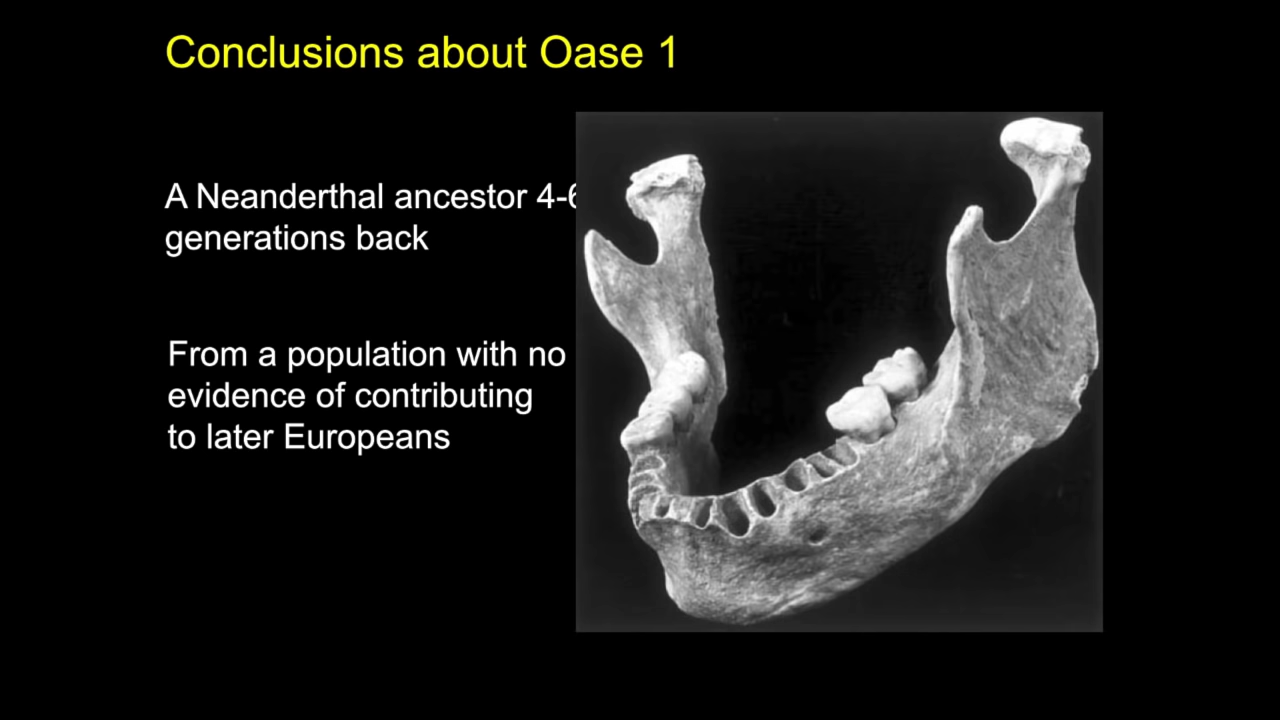 Conclusions about Oase 1
A Neanderthal ancestor 4-6
generations back
From a population with no
evidence of contributing
to later Europeans